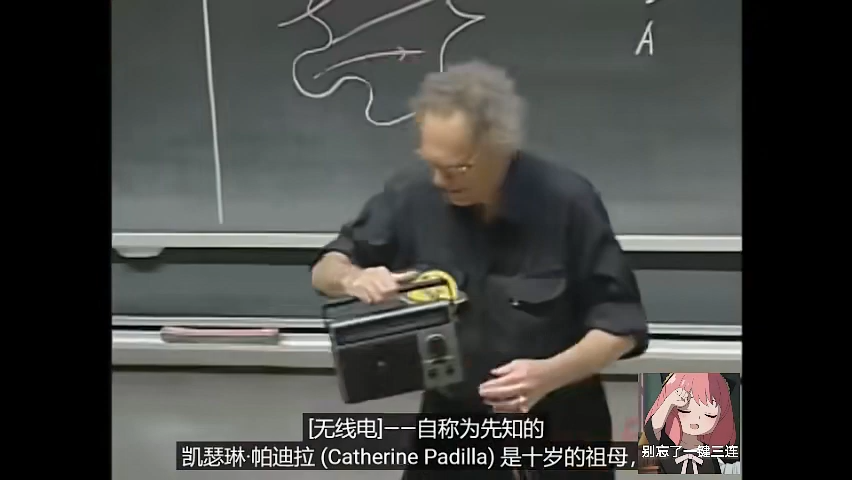 A
[无线电]——自称为先知的
凯瑟琳·帕迪拉 (Catherine Padilla) 是十岁的祖母，
别忘了一键三连